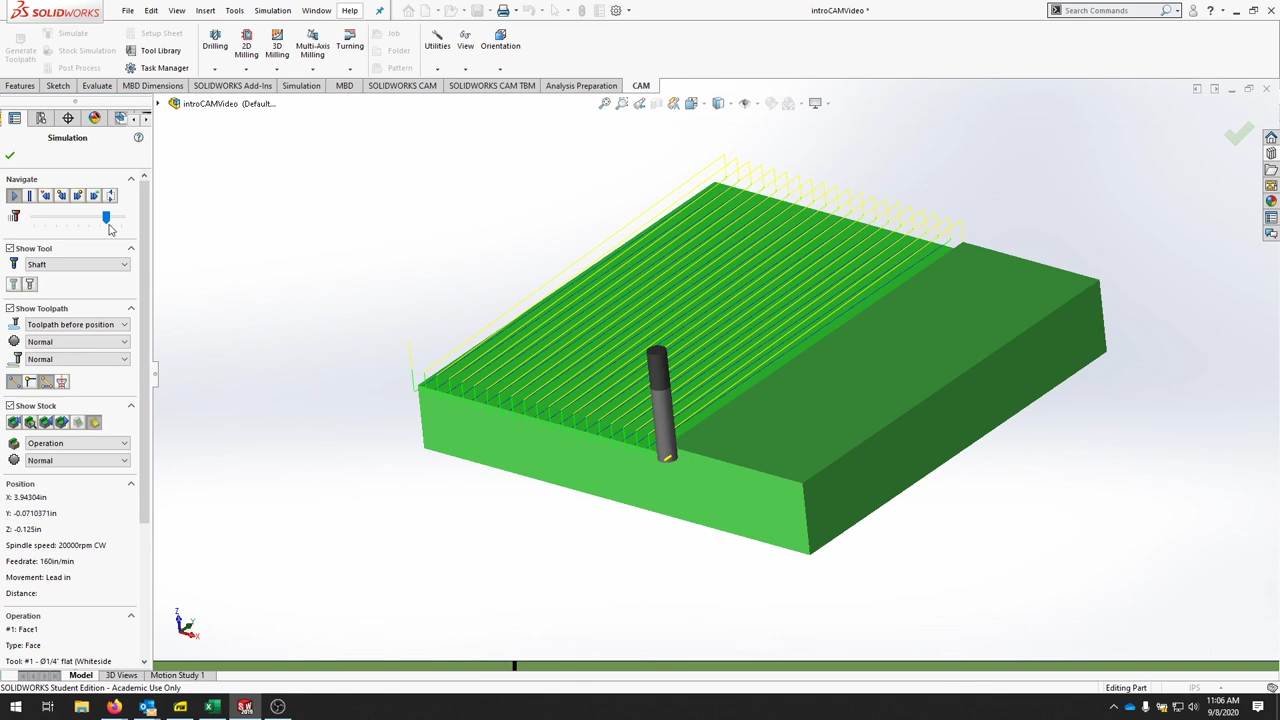 SOLIDWORKS
File Edit View Insert Tools Simulation Window Help
introCAMVideo *
Search Commands
Generate Toolpath
Simulate
Stock Simulation
Post Process
Setup Sheet
Tool Library
Task Manager
Drilling
2D Milling
3D Milling
Multi-Axis Milling
Turning
Job
Folder
Pattern
Utilities
View
Orientation
Features Sketch Evaluate MBD Dimensions SOLIDWORKS Add-Ins Simulation MBD SOLIDWORKS CAM SOLIDWORKS CAM TBM Analysis Preparation CAM
introCAMVideo (Default...
Simulation
Navigate
Show Tool
Shaft
Show Toolpath
Toolpath before position
Normal
Normal
Show Stock
Operation
Normal
Position
X: 3.94304in
Y: -0.0710371in
Z: -0.125in
Spindle speed: 20000rpm CW
Feedrate: 160in/min
Movement: Lead in
Distance:
Operation
#1: Face1
Type: Face
Tool: #1 - Ø1/4" flat (Whiteside
Z
Y
X
Model 3D Views Motion Study 1
SOLIDWORKS Student Edition - Academic Use Only
Editing Part
IPS
11:06 AM
9/8/2020